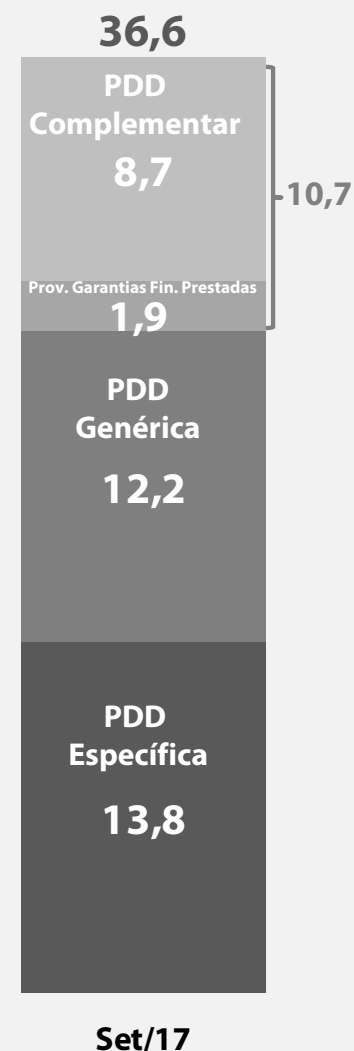 36,6
PDD
Complementar
8,7
10,7
Prov. Garantias Fin. Prestadas
1,9
PDD
Genérica
12,2
PDD
Específica
13,8
Set/17